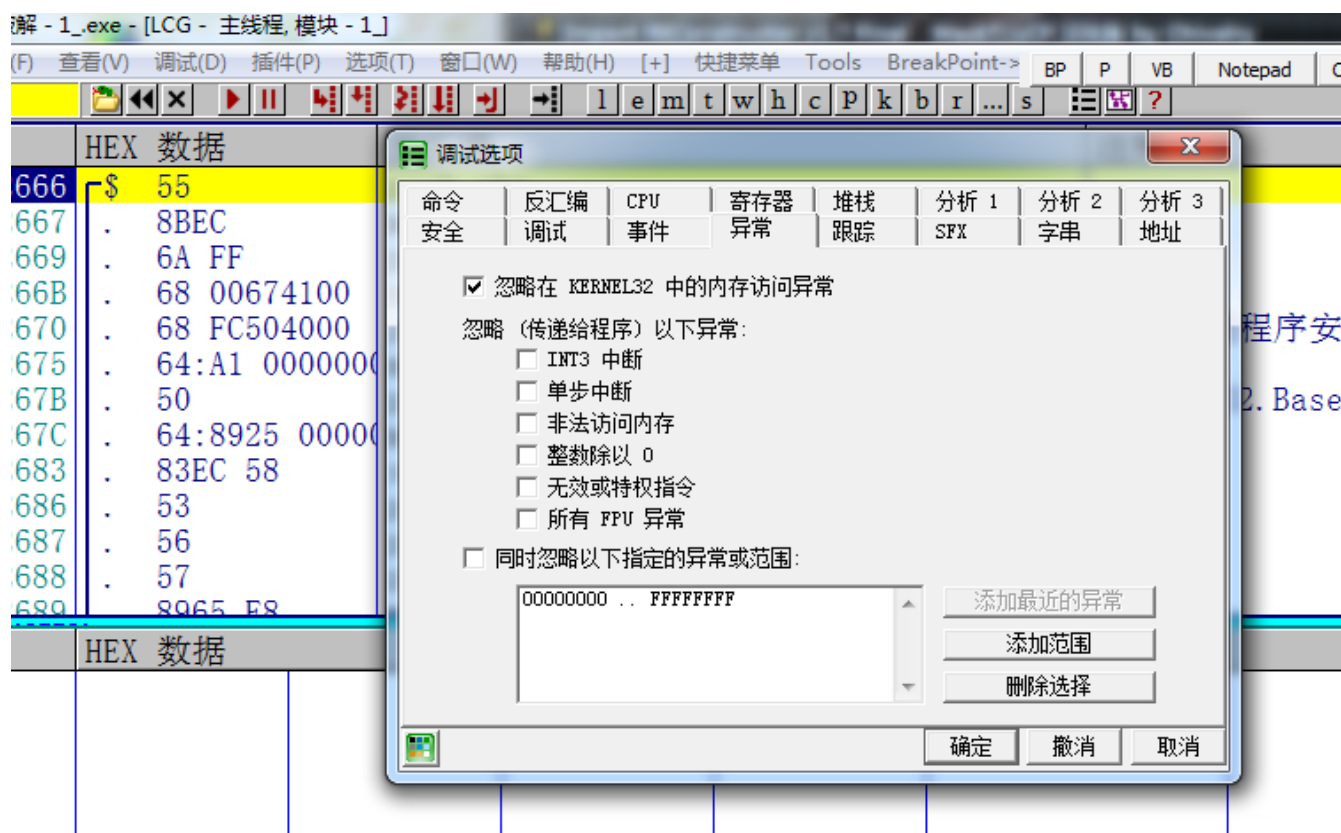 解 - 1_.exe - [LCG - 主线程, 模块 - 1_]
(F) 查看(V) 调试(D) 插件(P) 选项(T) 窗口(W) 帮助(H) [+] 快捷菜单 Tools BreakPoint->
BP P VB Notepad
l e m t w h c P k b r ... s ?
HEX 数据
666 $ 55
667 . 8BEC
669 . 6A FF
66B . 68 00674100
670 . 68 FC504000
675 . 64:A1 0000000
67B . 50
67C . 64:8925 00000
683 . 83EC 58
686 . 53
687 . 56
688 . 57
689 . 8965 E8
程序安
2.Base
HEX 数据
调试选项
命令 反汇编 CPU 寄存器 堆栈 分析 1 分析 2 分析 3
安全 调试 事件 异常 跟踪 SFX 字串 地址
忽略在 KERNEL32 中的内存访问异常
忽略 (传递给程序) 以下异常:
INT3 中断
单步中断
非法访问内存
整数除以 0
无效或特权指令
所有 FPU 异常
同时忽略以下指定的异常或范围:
00000000 .. FFFFFFFF
添加最近的异常
添加范围
删除选择
确定 撤消 取消